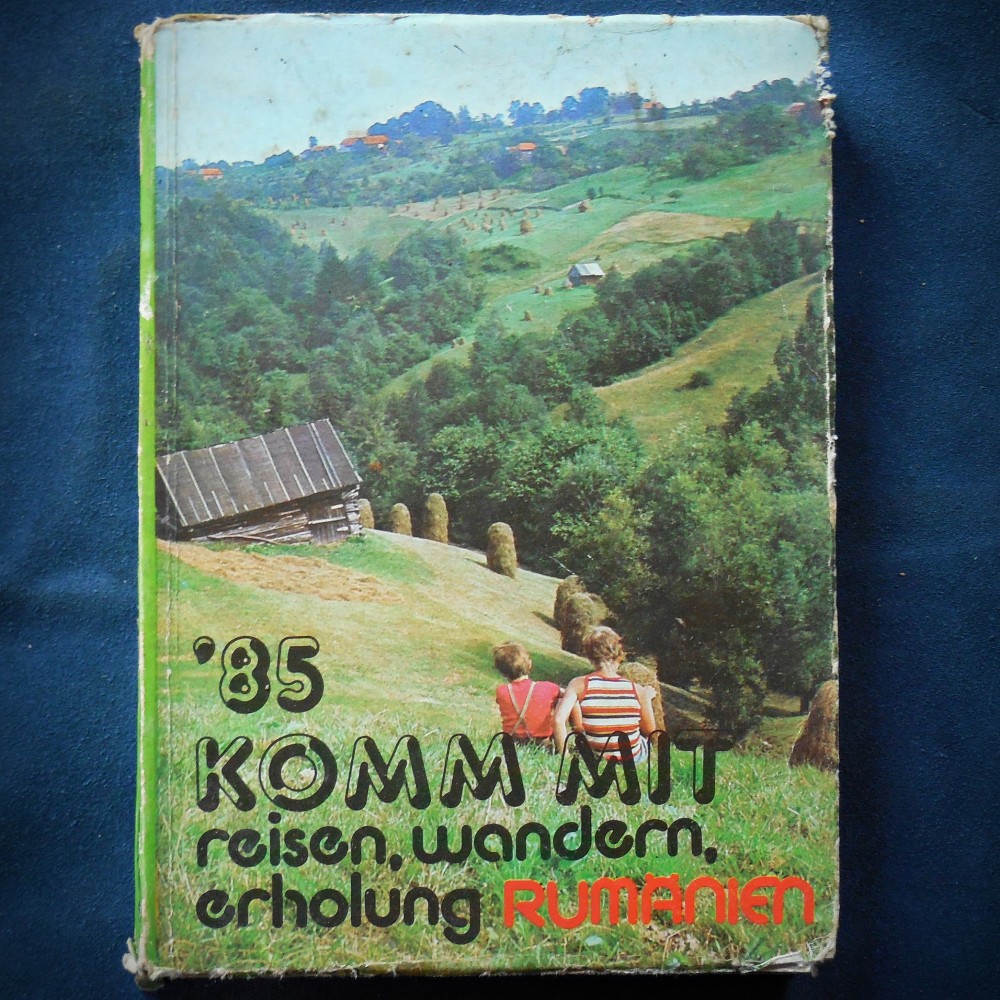 '85
KOMM MIT
reisen, wandern,
erholung RUMÄNIEN